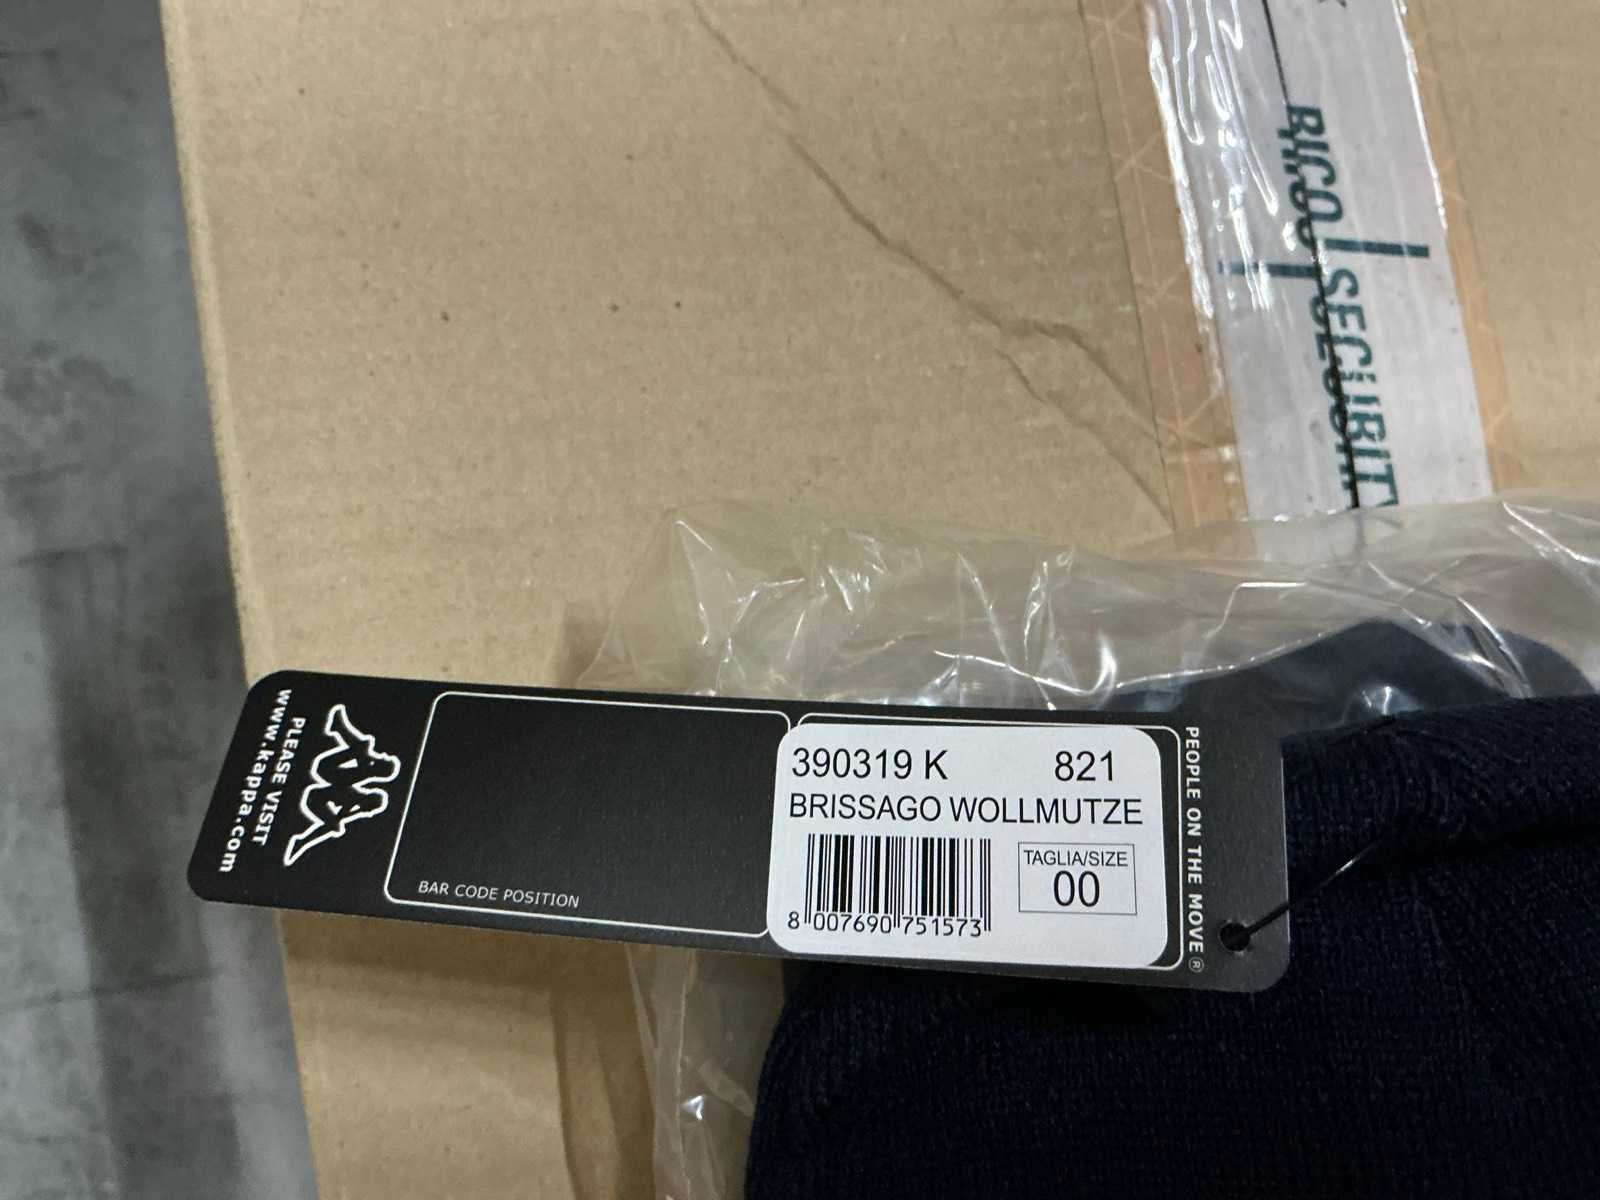 RICO SECURITY
PLEASE VISIT
www.kappa.com
BAR CODE POSITION
390319 K 821
BRISSAGO WOLLMUTZE
TAGLIA/SIZE
00
8 007690 751573
PEOPLE ON THE MOVE®